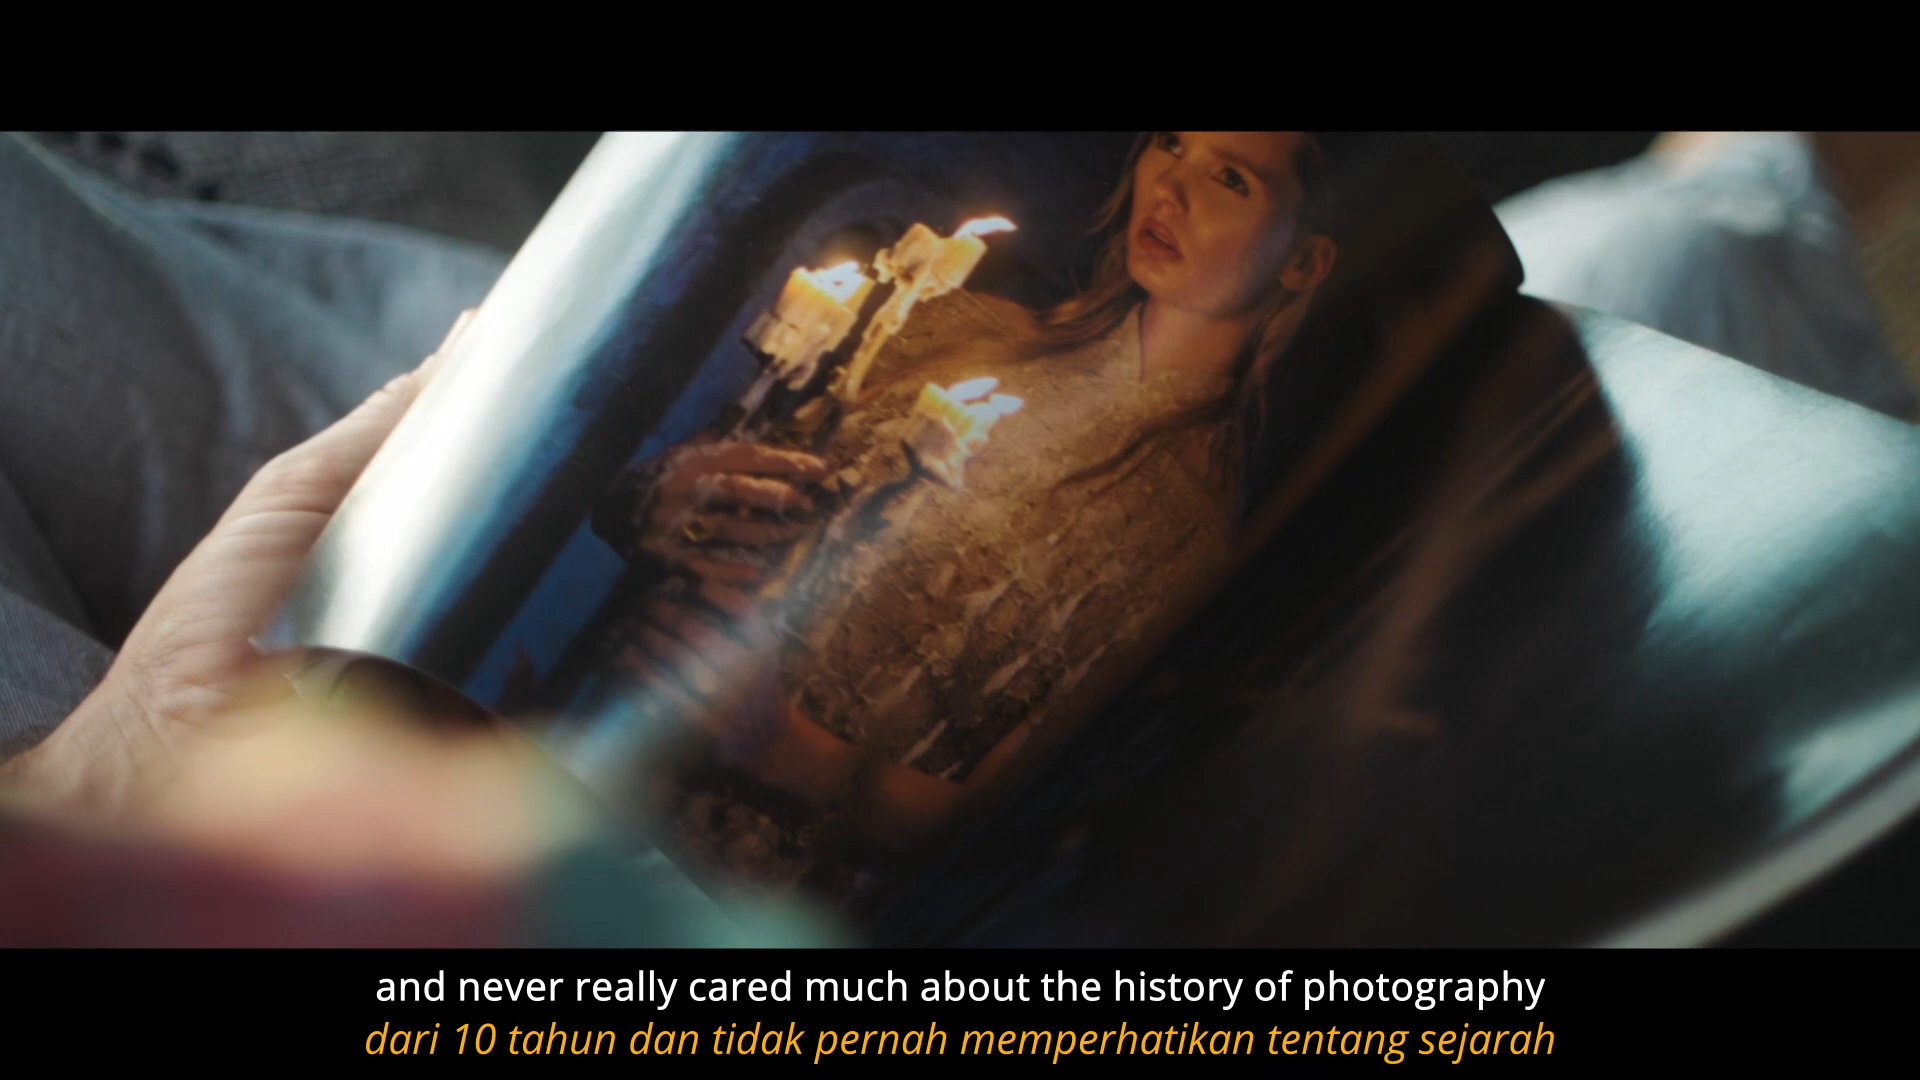 and never really cared much about the history of photography
dari 10 tahun dan tidak pernah memperhatikan tentang sejarah